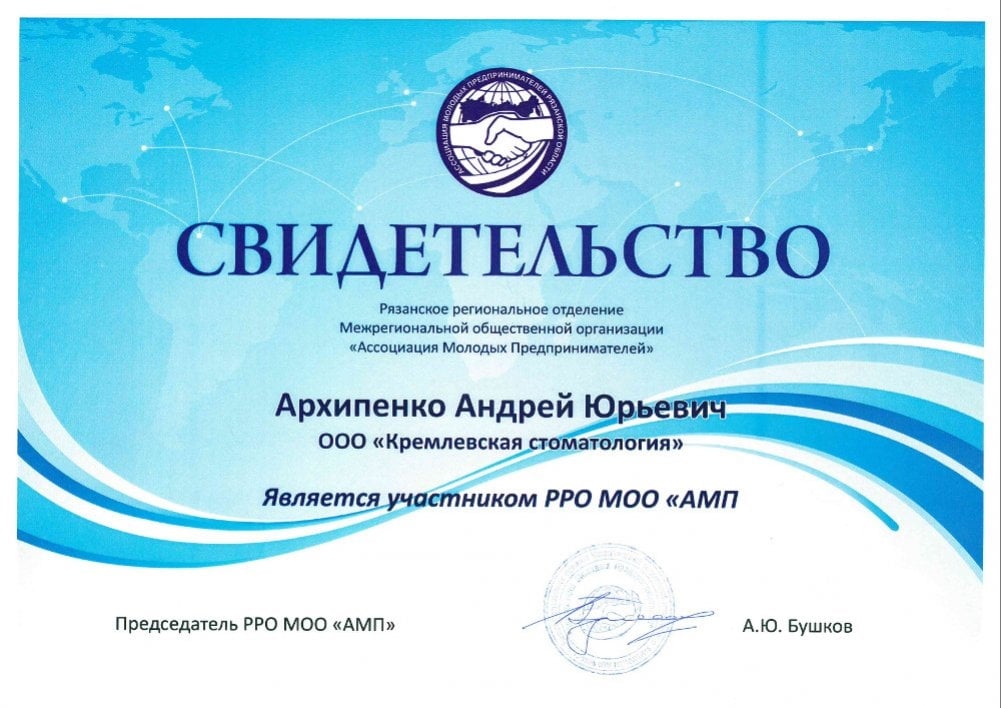 АССОЦИАЦИЯ МОЛОДЫХ ПРЕДПРИНИМАТЕЛЕЙ РЯЗАНСКОЙ ОБЛАСТИ
СВИДЕТЕЛЬСТВО
Рязанское региональное отделение
Межрегиональной общественной организации
«Ассоциация Молодых Предпринимателей»
Архипенко Андрей Юрьевич
ООО «Кремлевская стоматология»
Является участником РРО МОО «АМП
Председатель РРО МОО «АМП»
А.Ю. Бушков